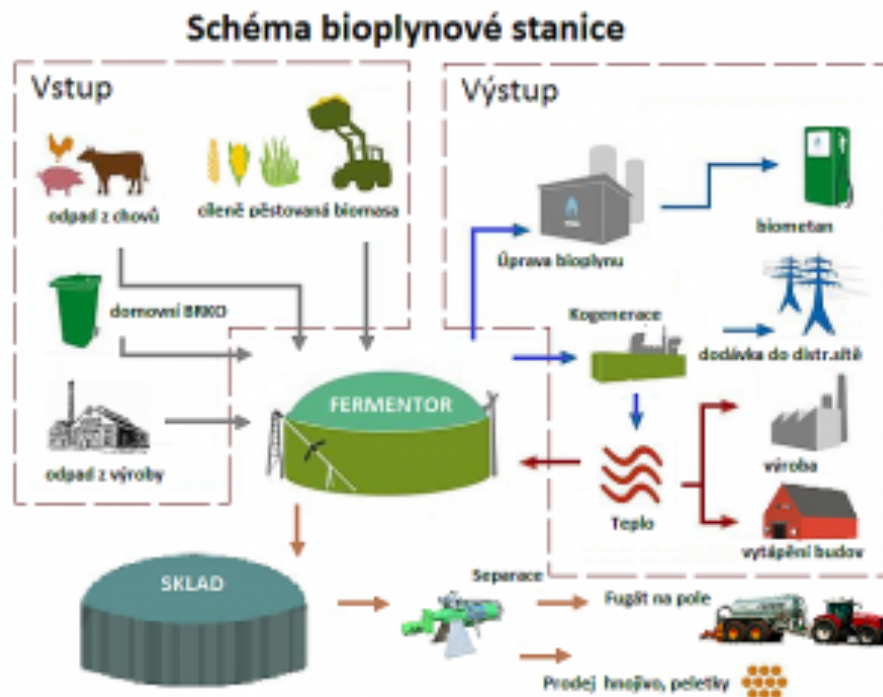 Schéma bioplynové stanice
Vstup
odpad z chovů
cíleně pěstovaná biomasa
domovní BRKO
odpad z výroby
FERMENTOR
Výstup
Úprava bioplynu
biometan
Kogenerace
dodávka do distr.sítě
Teplo
výroba
vytápění budov
SKLAD
Separace
Fugát na pole
Prodej hnojivo, peletky